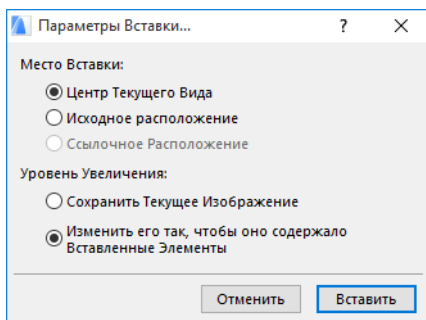 Параметры Вставки...
?
Место Вставки:
Центр Текущего Вида
Исходное расположение
Ссылочное Расположение
Уровень Увеличения:
Сохранить Текущее Изображение
Изменить его так, чтобы оно содержало
Вставленные Элементы
Отменить
Вставить